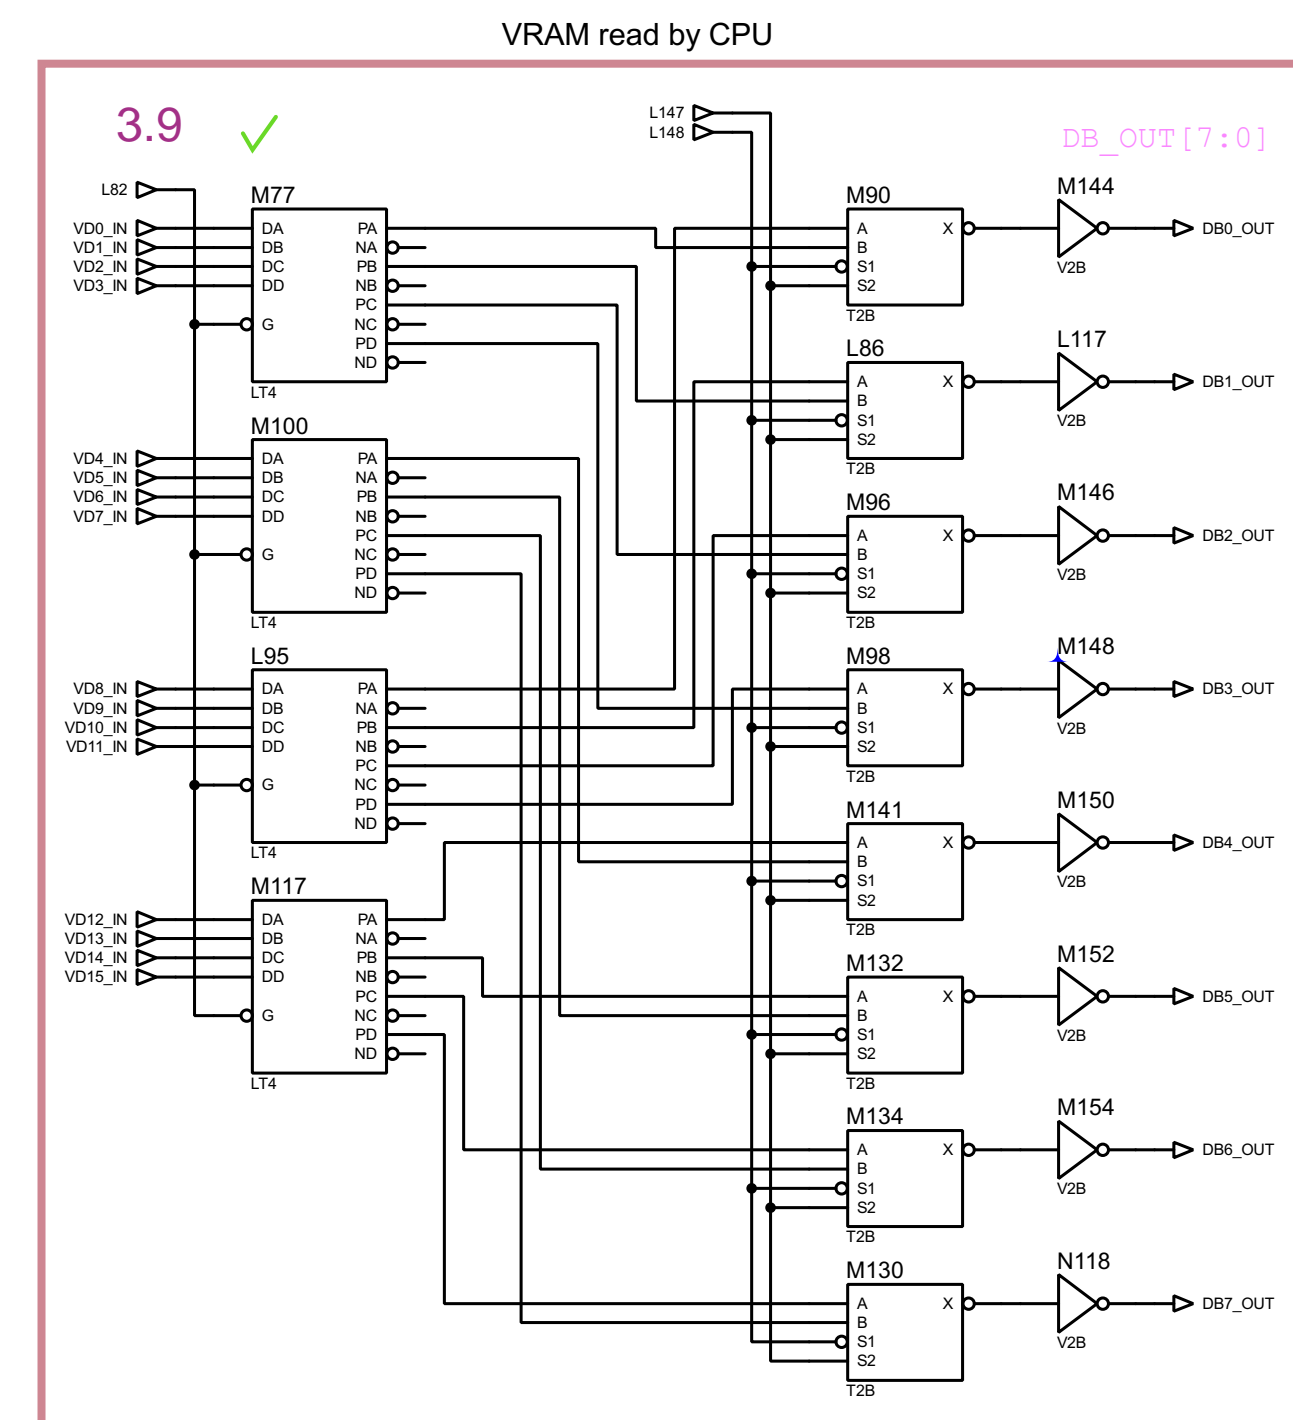 VRAM read by CPU
3.9
DB_OUT[7:0]
L147
L148
L82
VD0_IN
VD1_IN
VD2_IN
VD3_IN
M77
DA PA
DB NA
DC PB
DD NB
PC
G NC
PD
ND
LT4
VD4_IN
VD5_IN
VD6_IN
VD7_IN
M100
DA PA
DB NA
DC PB
DD NB
PC
G NC
PD
ND
LT4
VD8_IN
VD9_IN
VD10_IN
VD11_IN
L95
DA PA
DB NA
DC PB
DD NB
PC
G NC
PD
ND
LT4
VD12_IN
VD13_IN
VD14_IN
VD15_IN
M117
DA PA
DB NA
DC PB
DD NB
PC
G NC
PD
ND
LT4
M90
A X
B
S1
S2
T2B
M144
V2B
DB0_OUT
L86
A X
B
S1
S2
T2B
L117
V2B
DB1_OUT
M96
A X
B
S1
S2
T2B
M146
V2B
DB2_OUT
M98
A X
B
S1
S2
T2B
M148
V2B
DB3_OUT
M141
A X
B
S1
S2
T2B
M150
V2B
DB4_OUT
M132
A X
B
S1
S2
T2B
M152
V2B
DB5_OUT
M134
A X
B
S1
S2
T2B
M154
V2B
DB6_OUT
M130
A X
B
S1
S2
T2B
N118
V2B
DB7_OUT